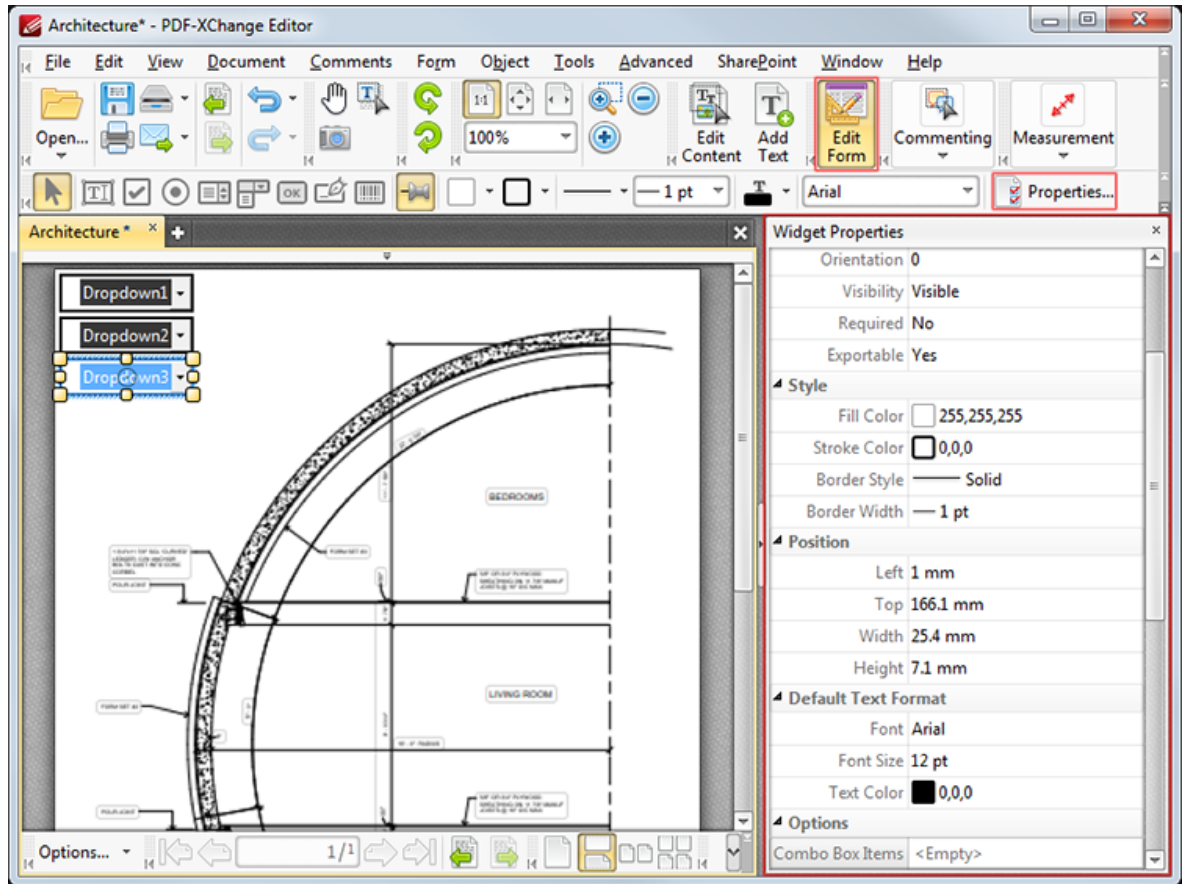 Architecture* - PDF-XChange Editor
File Edit View Document Comments Form Object Tools Advanced SharePoint Window Help
Open...
1:1
100%
Edit Content
Add Text
Edit Form
Commenting
Measurement
OK
1 pt
Arial
Properties...
Architecture *
Dropdown1
Dropdown2
Dropdown3
BEDROOMS
LIVING ROOM
Options...
1/1
Widget Properties
Orientation 0
Visibility Visible
Required No
Exportable Yes
Style
Fill Color 255,255,255
Stroke Color 0,0,0
Border Style Solid
Border Width 1 pt
Position
Left 1 mm
Top 166.1 mm
Width 25.4 mm
Height 7.1 mm
Default Text Format
Font Arial
Font Size 12 pt
Text Color 0,0,0
Options
Combo Box Items <Empty>